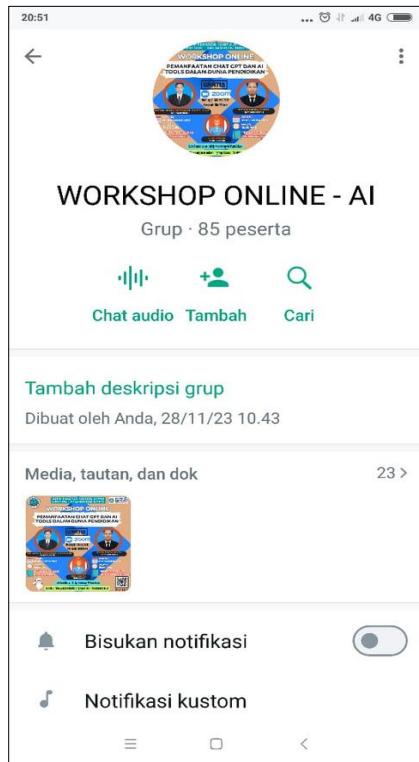 20:51
... 4G
WORKSHOP ONLINE
PEMANFAATAN CHAT GPT DAN AI
TOOLS DALAM DUNIA PENDIDIKAN
zoom
WORKSHOP ONLINE - AI
Grup · 85 peserta
Chat audio Tambah Cari
Tambah deskripsi grup
Dibuat oleh Anda, 28/11/23 10.43
Media, tautan, dan dok 23 >
WORKSHOP ONLINE
PEMANFAATAN CHAT GPT DAN AI
TOOLS DALAM DUNIA PENDIDIKAN
zoom
Bisukan notifikasi
Notifikasi kustom